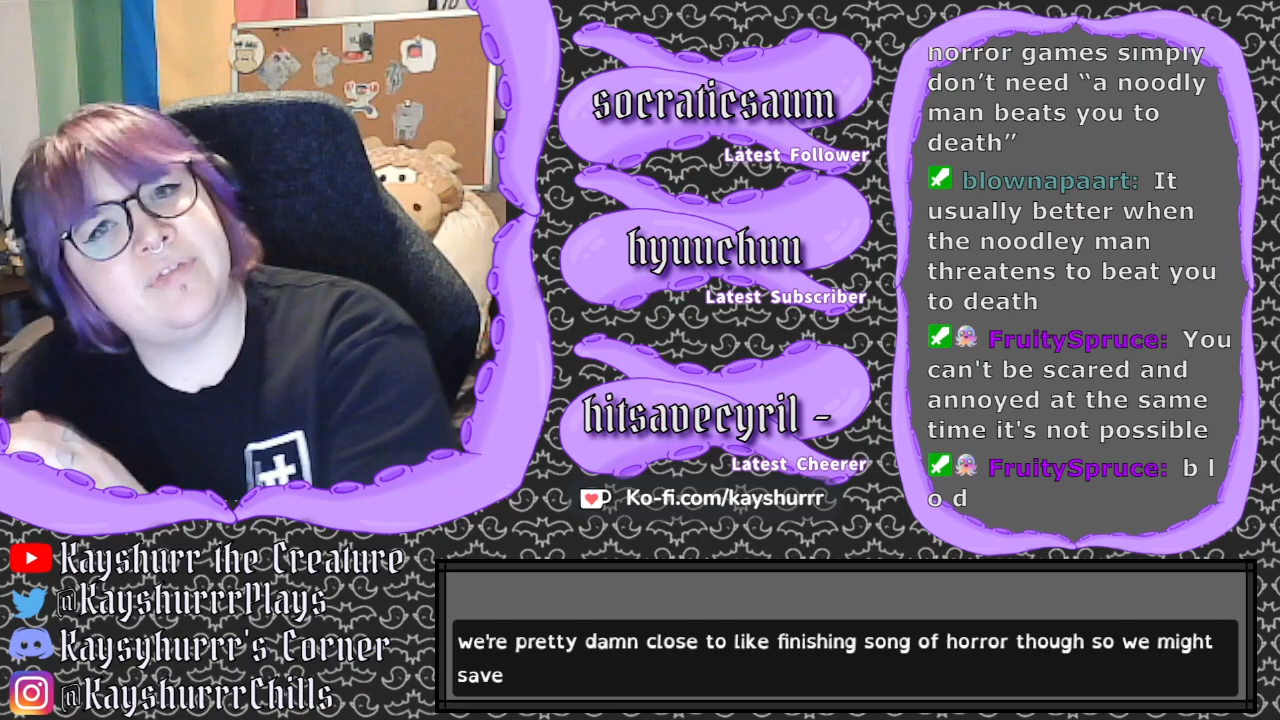 socraticsaum
Latest Follower
hyuuchuu
Latest Subscriber
hitsavecyril -
Latest Cheerer
Ko-fi.com/kayshurrr
horror games simply
don't need “a noodly
man beats you to
death”
blownapaart: It
usually better when
the noodley man
threatens to beat you
to death
FruitySpruce: You
can't be scared and
annoyed at the same
time it's not possible
FruitySpruce: b l
o d
Kayshurr the Creature
@KayshurrrPlays
Kaysyhurrr's Corner
@KayshurrrChills
we're pretty damn close to like finishing song of horror though so we might
save